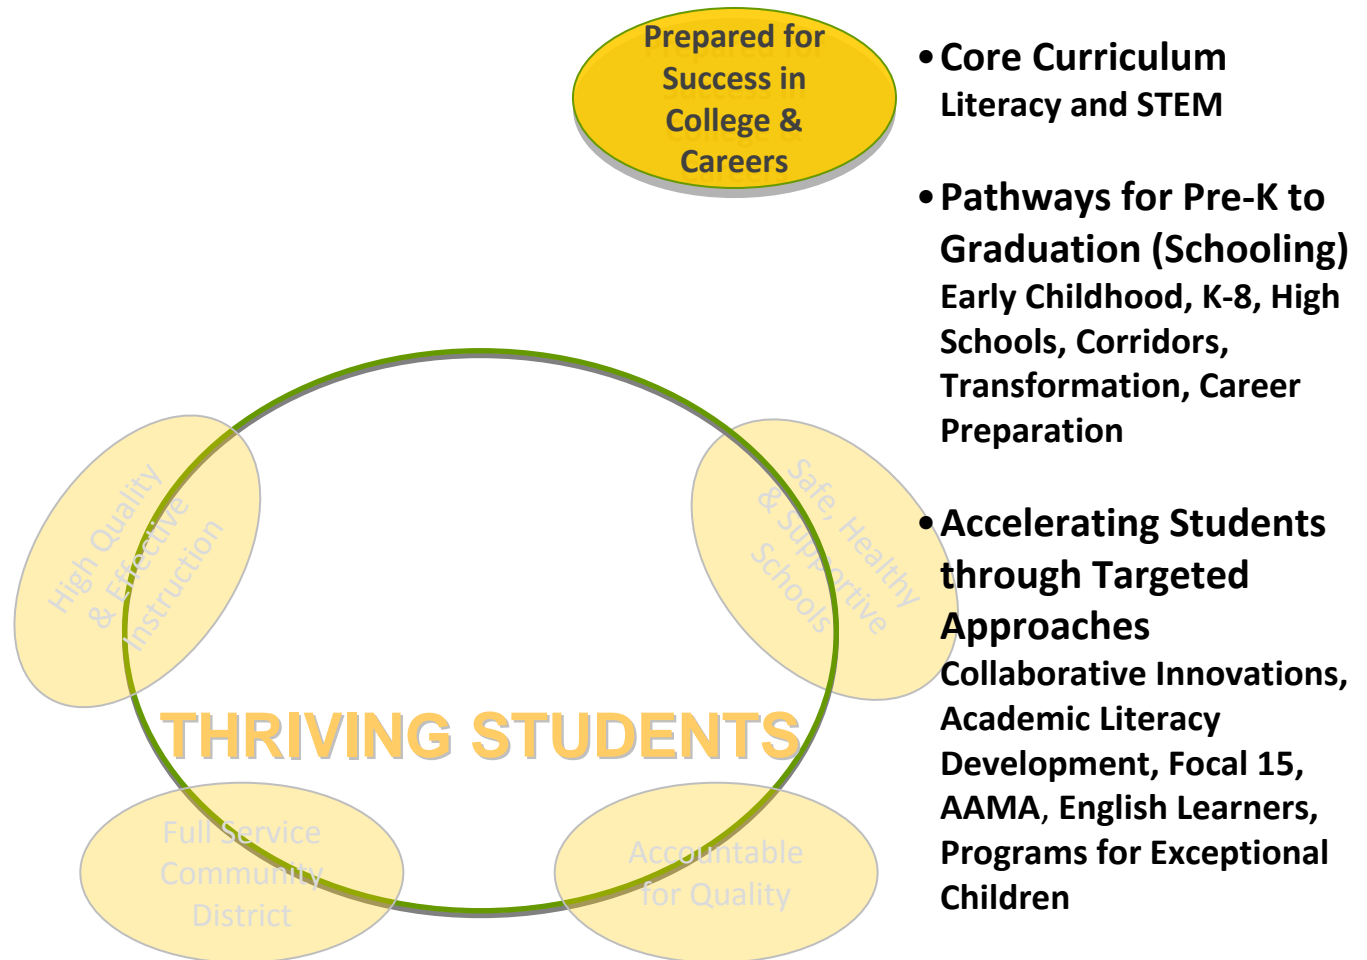 Prepared for
Success in
College &
Careers
•Core Curriculum
Literacy and STEM
•Pathways for Pre-K to
Graduation (Schooling)
Early Childhood, K-8, High
Schools, Corridors,
Transformation, Career
Preparation
•Accelerating Students
through Targeted
Approaches
Collaborative Innovations,
Academic Literacy
Development, Focal 15,
AAMA, English Learners,
Programs for Exceptional
Children
High Quality
& Effective
Instruction
Safe, Healthy
& Supportive
Schools
THRIVING STUDENTS
Full Service
Community
District
Accountable
for Quality